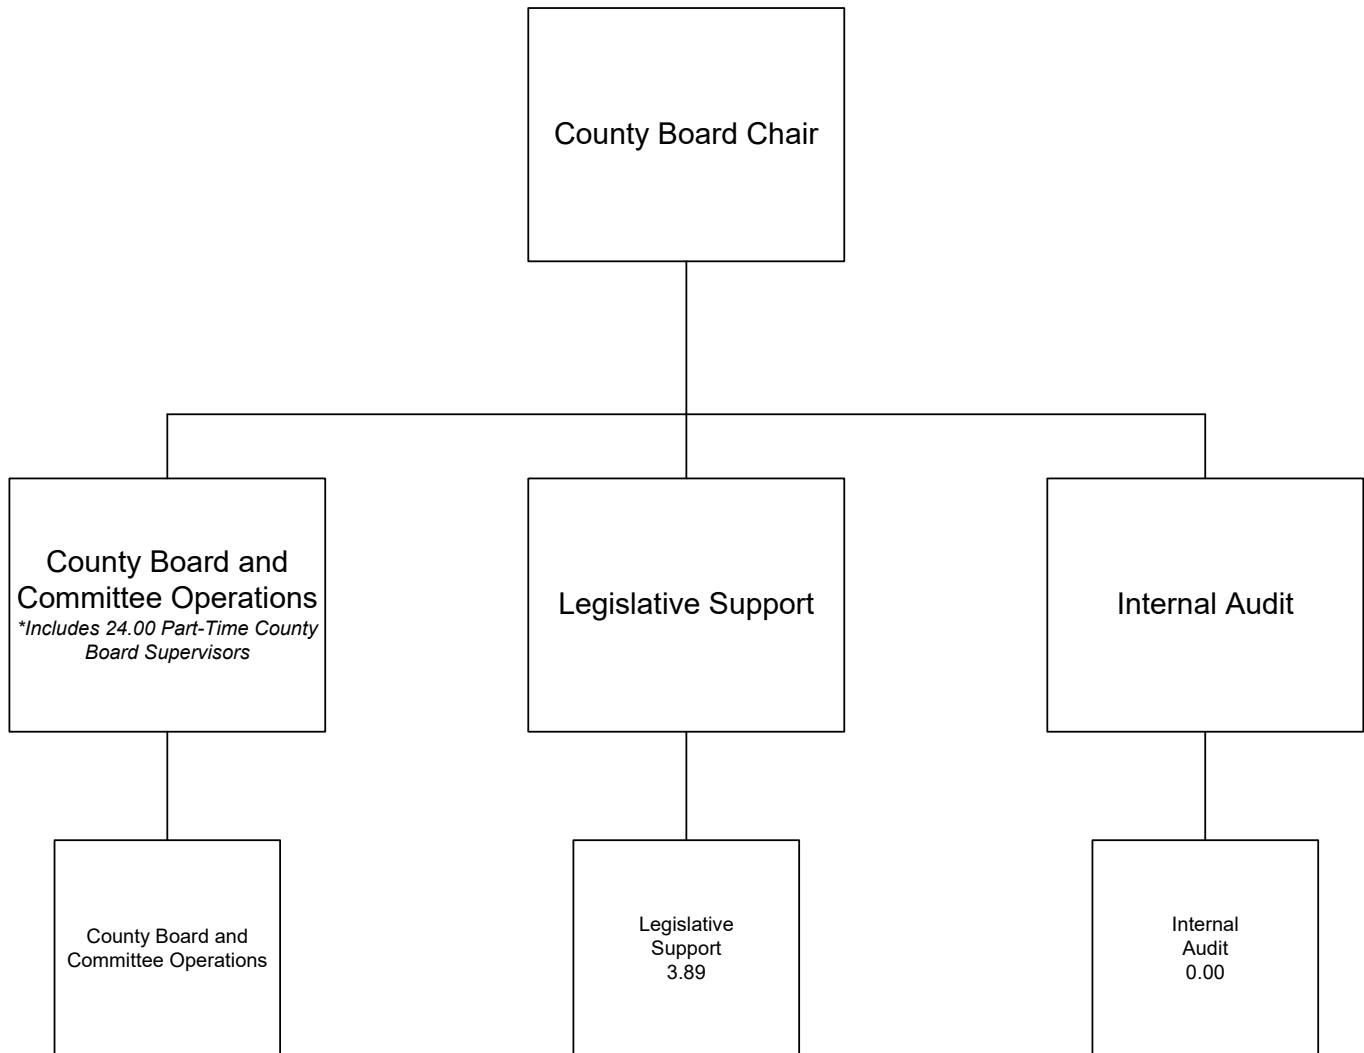 County Board Chair
County Board and
Committee Operations
*Includes 24.00 Part-Time County
Board Supervisors
Legislative Support
Internal Audit
County Board and
Committee Operations
Legislative
Support
3.89
Internal
Audit
0.00